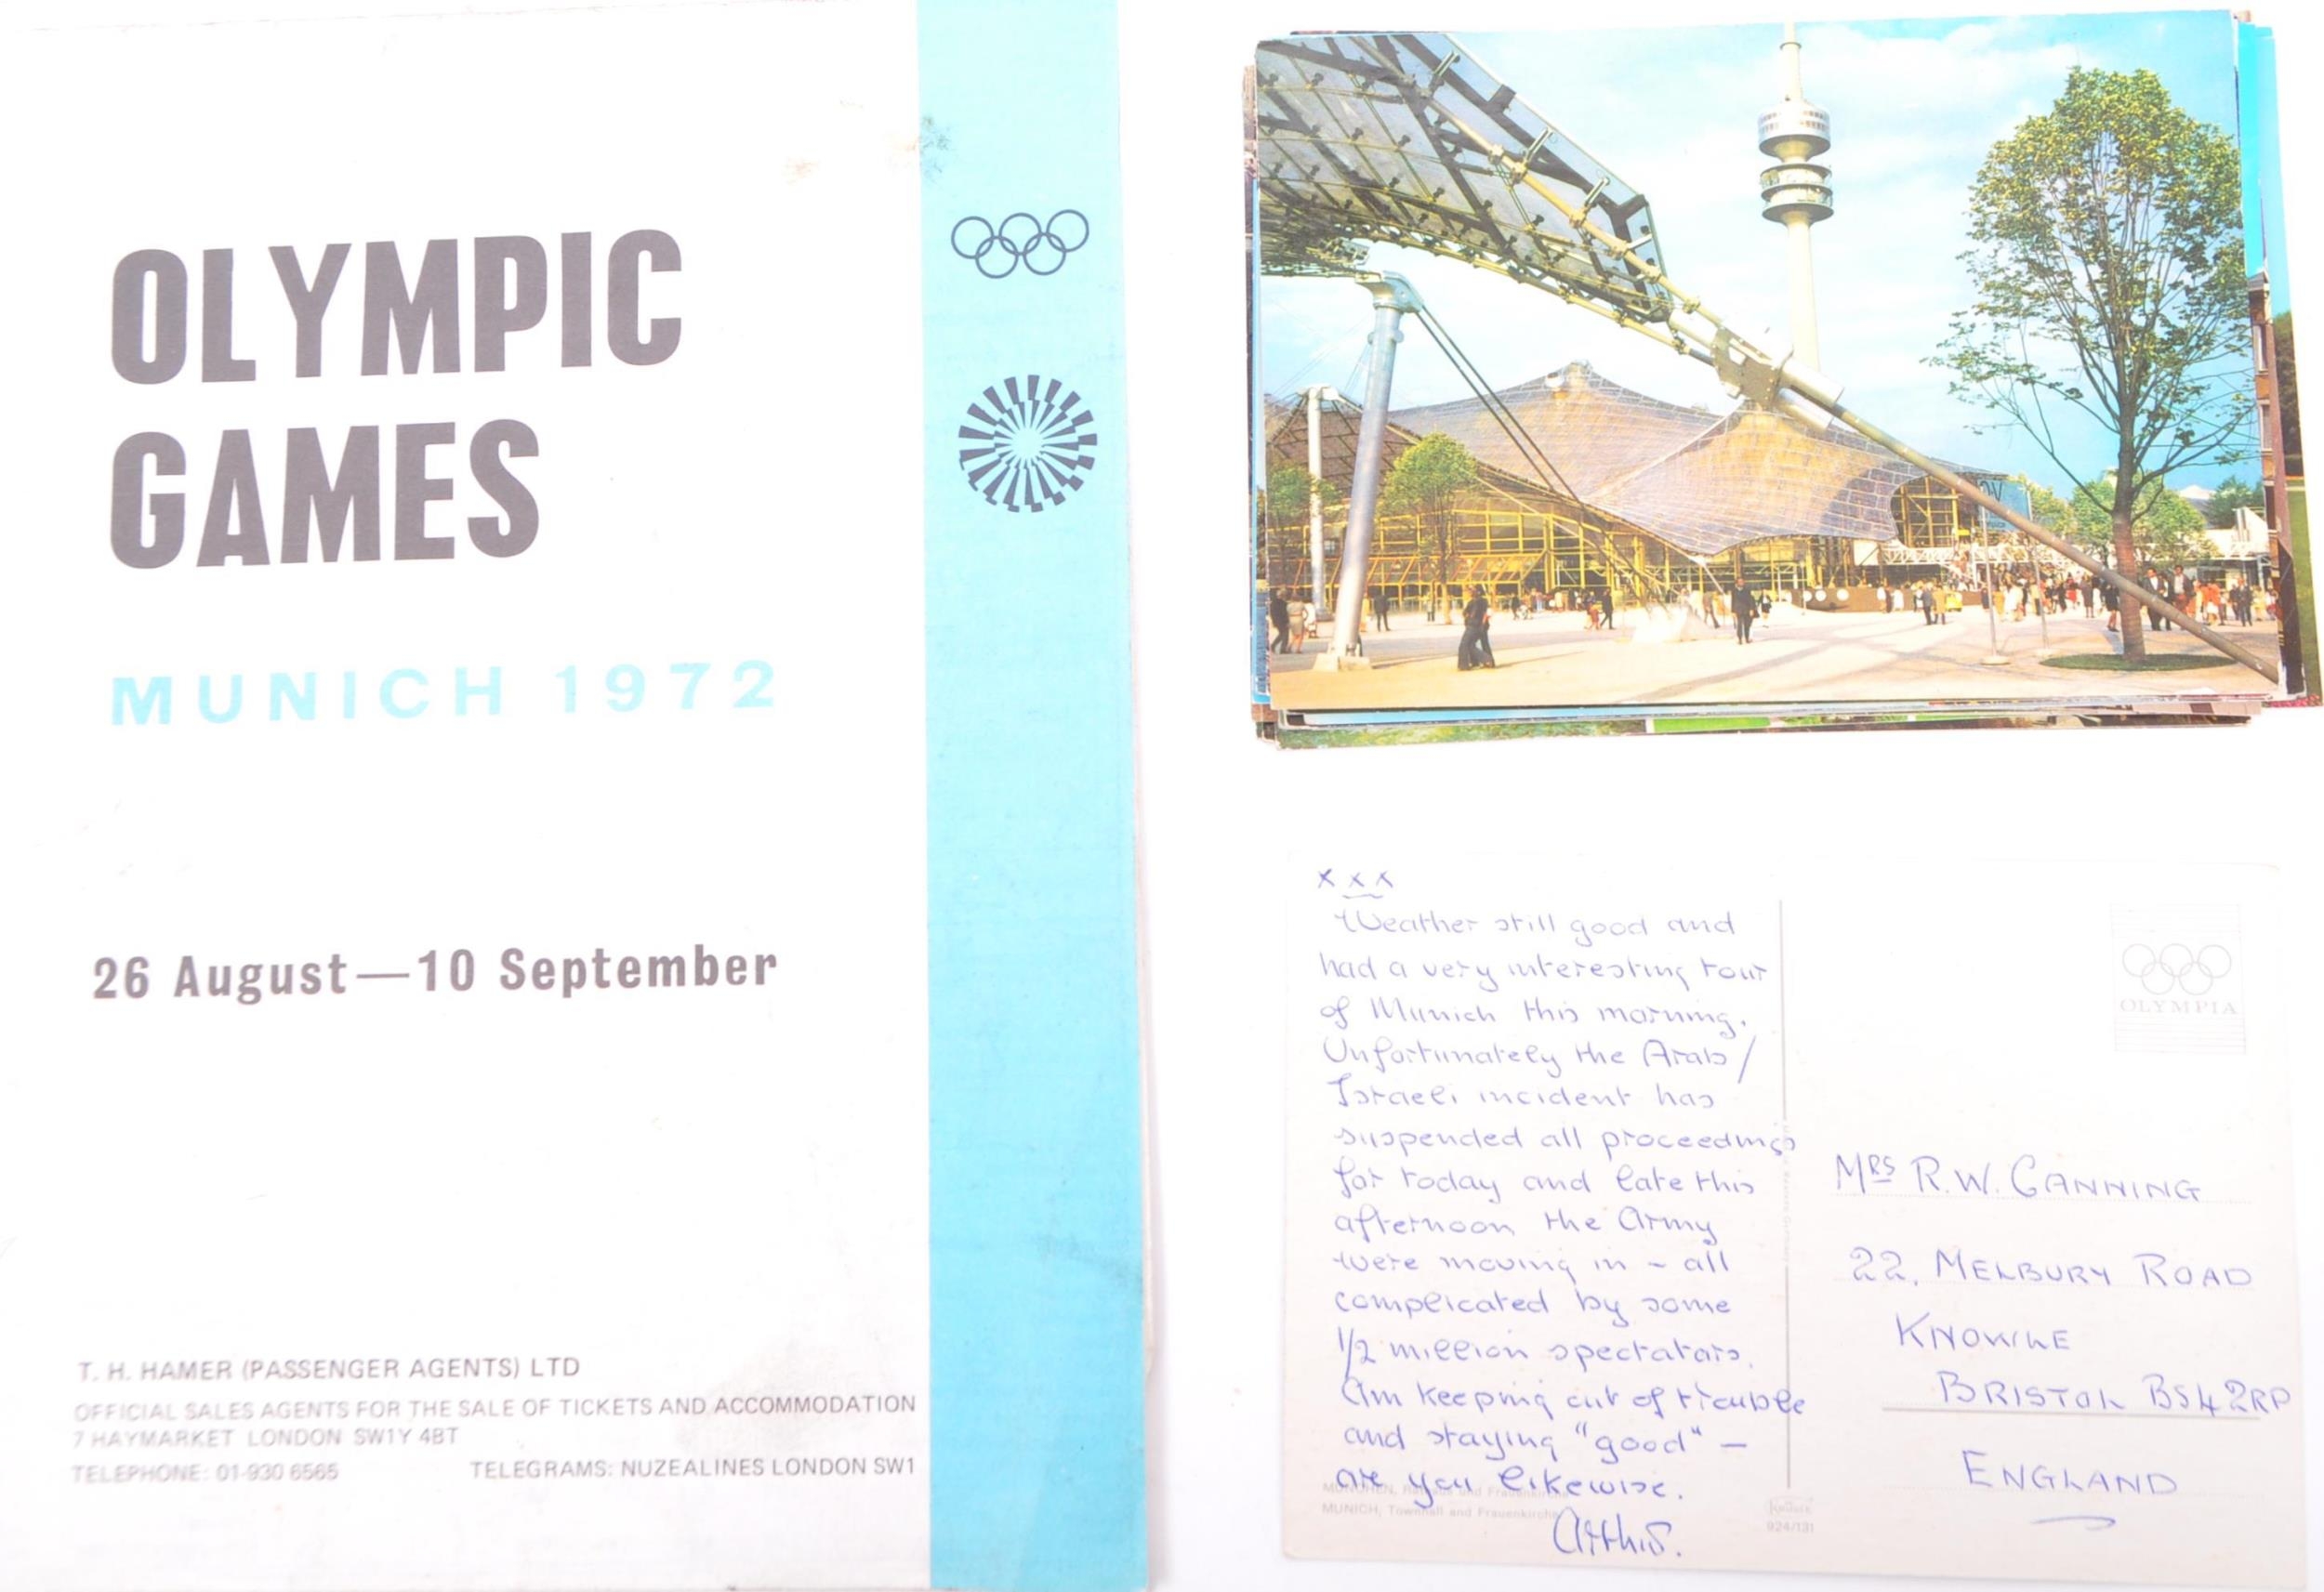 OLYMPIC
GAMES
MUNICH 1972
26 August—10 September
T. H. HAMER (PASSENGER AGENTS) LTD
OFFICIAL SALES AGENTS FOR THE SALE OF TICKETS AND ACCOMMODATION
7 HAYMARKET LONDON SW1Y 4BT
TELEPHONE: 01-930 6565 TELEGRAMS: NUZEALINES LONDON SW1
x x x
Weather still good and
had a very interesting tour
of Munich this morning.
Unfortunately the Arab/
Israeli incident has
suspended all proceedings
for today and late this
afternoon the Army
were moving in - all
complicated by some
1/2 million spectators.
Am keeping out of trouble
and staying "good" -
are you likewise.
MÜNCHEN, und
MUNICH, Townhall and Frauenkirche
924/131
OLYMPIA
MRS R.W. CANNING
22, MELBURY ROAD
KNOWLE
BRISTOL BS4 2RP
ENGLAND